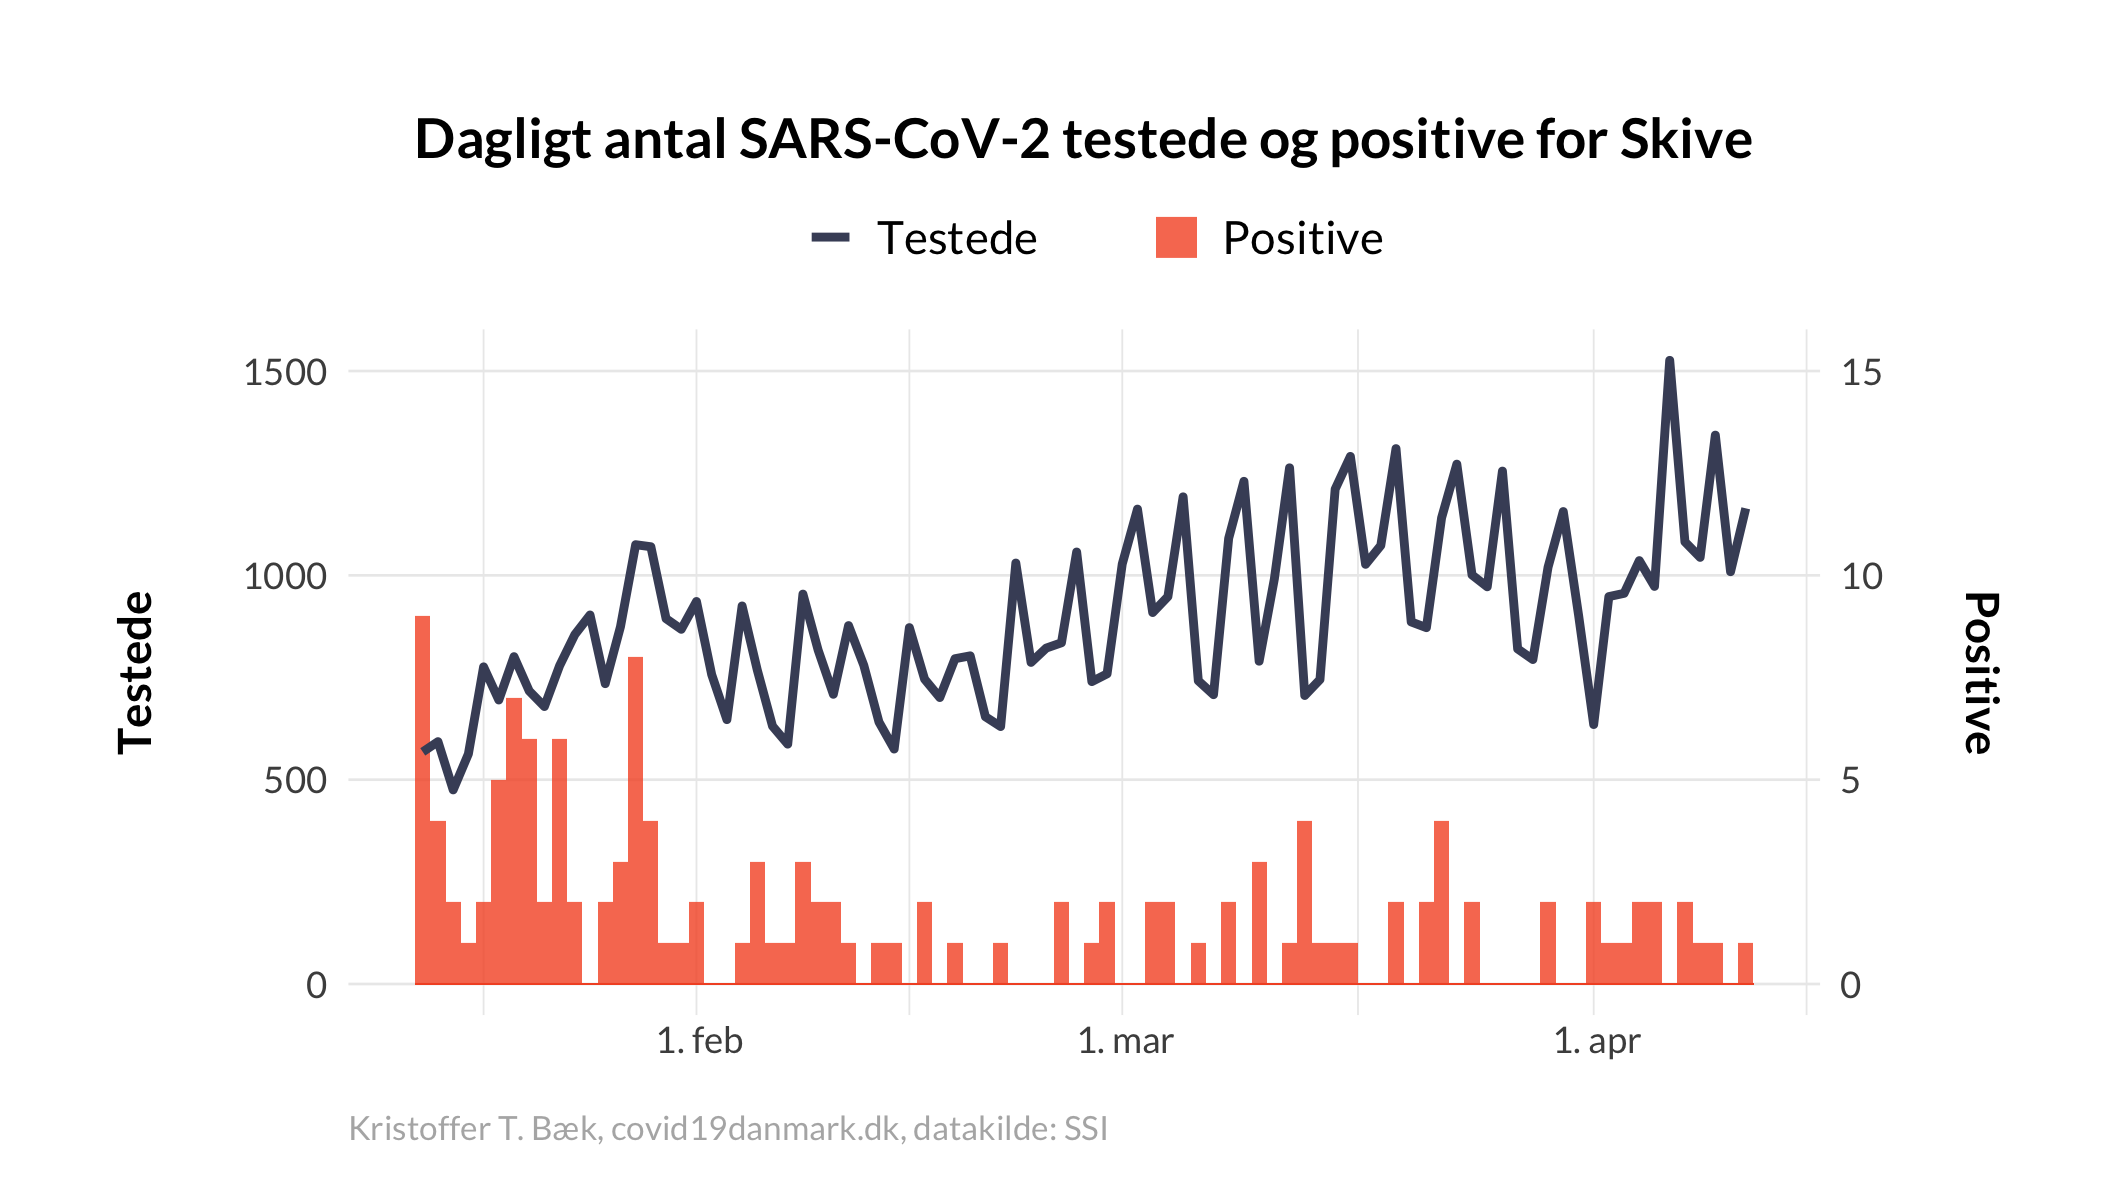 Dagligt antal SARS-CoV-2 testede og positive for Skive
Testede
Positive
1500
1000
500
0
15
10
5
0
Testede
Positive
1. feb
1. mar
1. apr
Kristoffer T. Bæk, covid19danmark.dk, datakilde: SSI